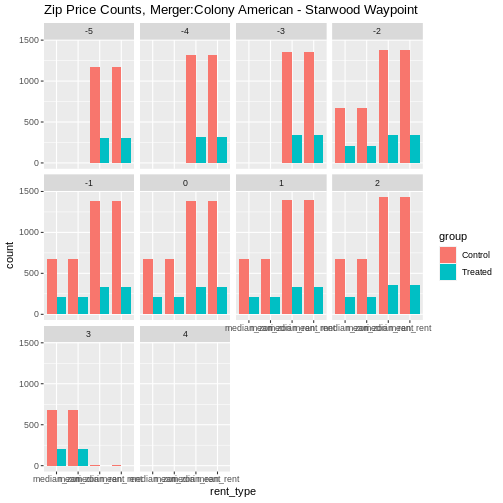 Zip Price Counts, Merger:Colony American - Starwood Waypoint
-5 -4 -3 -2
1500
1000
500
0
-1 0 1 2
1500
1000
500
0
3 4
1500
1000
500
0
count
rent_type
group
Control
Treated